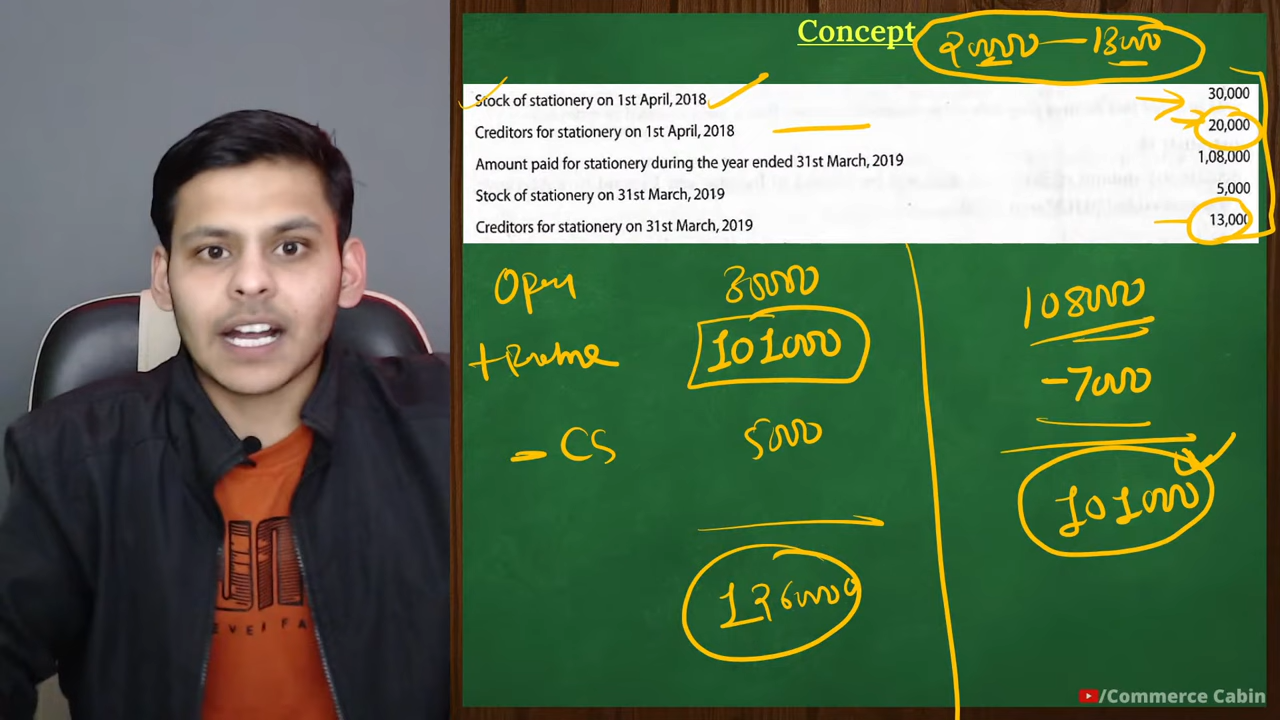 Concept
20000 — 13000
Stock of stationery on 1st April, 2018 30,000
Creditors for stationery on 1st April, 2018 20,000
Amount paid for stationery during the year ended 31st March, 2019 1,08,000
Stock of stationery on 31st March, 2019 5,000
Creditors for stationery on 31st March, 2019 13,000
Open 30000
+ 101000
- CS 5000
126000
108000
-7000
101000
EVER FA
/Commerce Cabin